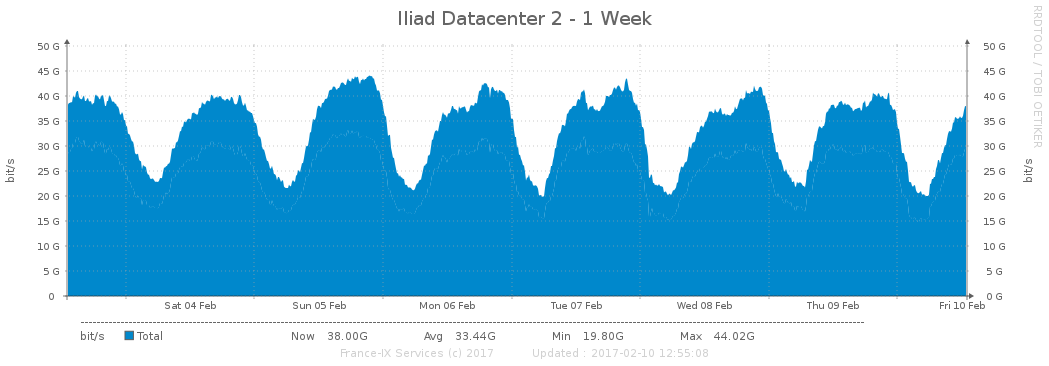 Iliad Datacenter 2 - 1 Week
RRDTOOL / TOBI OETIKER
50 G 50 G
45 G 45 G
40 G 40 G
35 G 35 G
30 G 30 G
25 G 25 G
20 G 20 G
15 G 15 G
10 G 10 G
5 G 5 G
0 0 G
bit/s bit/s
Sat 04 Feb Sun 05 Feb Mon 06 Feb Tue 07 Feb Wed 08 Feb Thu 09 Feb Fri 10 Feb
bit/s Total Now 38.00G Avg 33.44G Min 19.80G Max 44.02G
France-IX Services (c) 2017 Updated : 2017-02-10 12:55:08